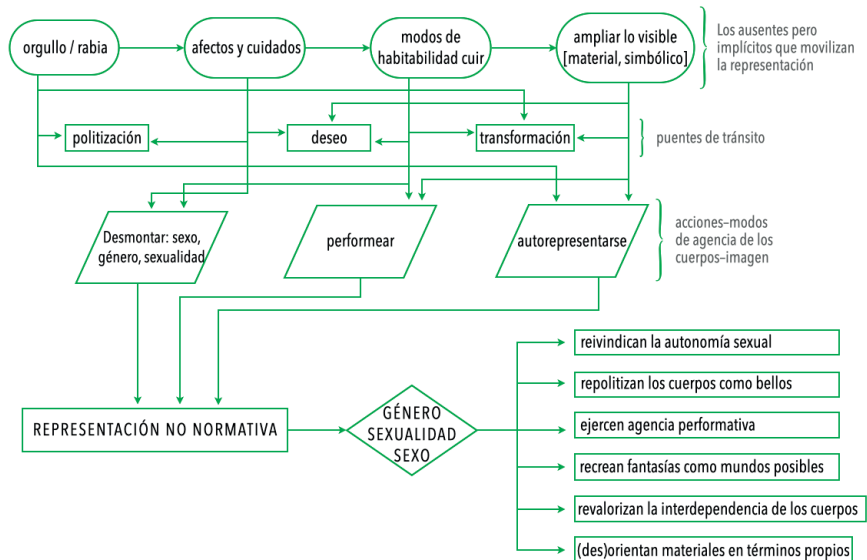 orgullo / rabia
afectos y cuidados
modos de
habitabilidad cuir
ampliar lo visible
[material, simbólico]
Los ausentes pero
implícitos que movilizan
la representación
politización
deseo
transformación
puentes de tránsito
Desmontar: sexo,
género, sexualidad
performear
autorepresentarse
acciones–modos
de agencia de los
cuerpos–imagen
REPRESENTACIÓN NO NORMATIVA
GÉNERO
SEXUALIDAD
SEXO
reivindican la autonomía sexual
repolitizan los cuerpos como bellos
ejercen agencia performativa
recrean fantasías como mundos posibles
revalorizan la interdependencia de los cuerpos
(des)orientan materiales en términos propios